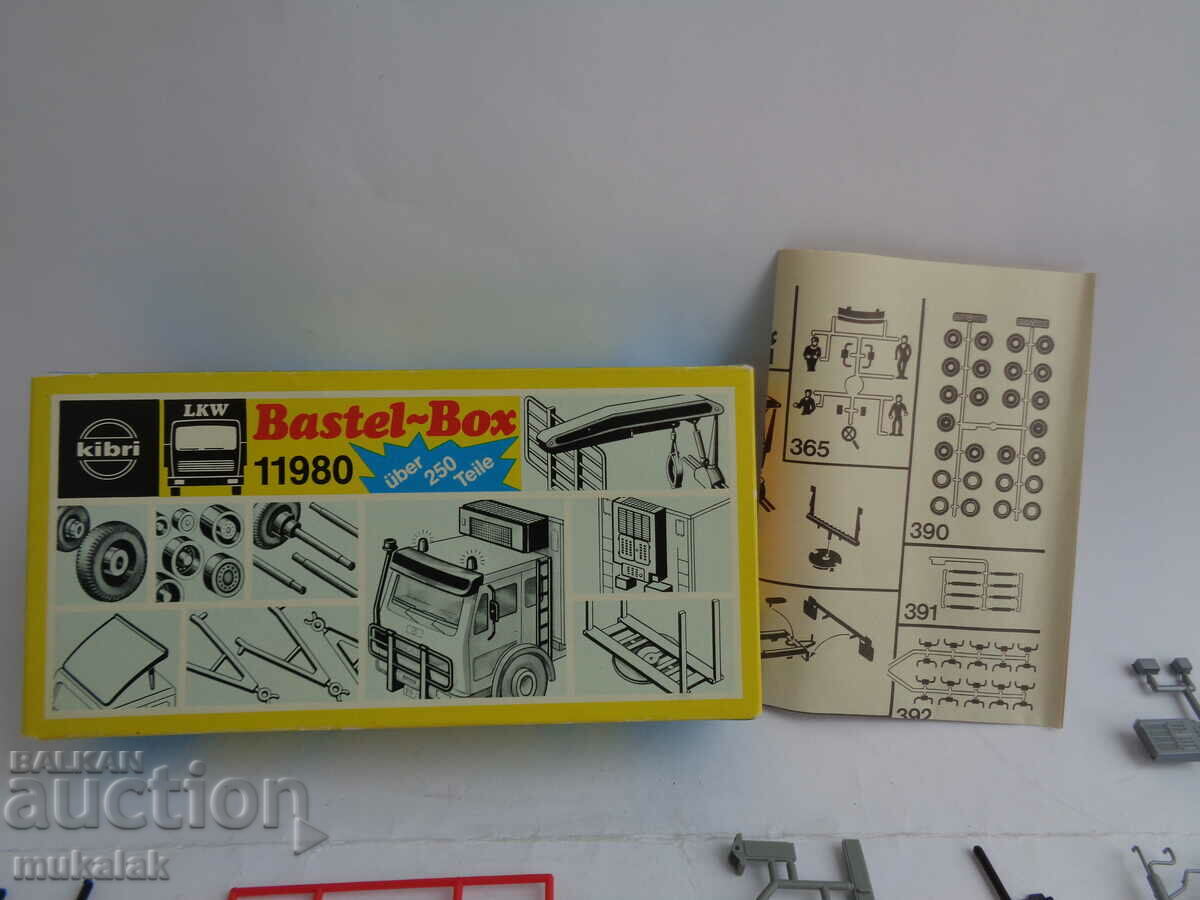 kibri
LKW
Bastel~Box
11980
über
250
Teile
365
390
391
392
BALKAN
auction
mukalak